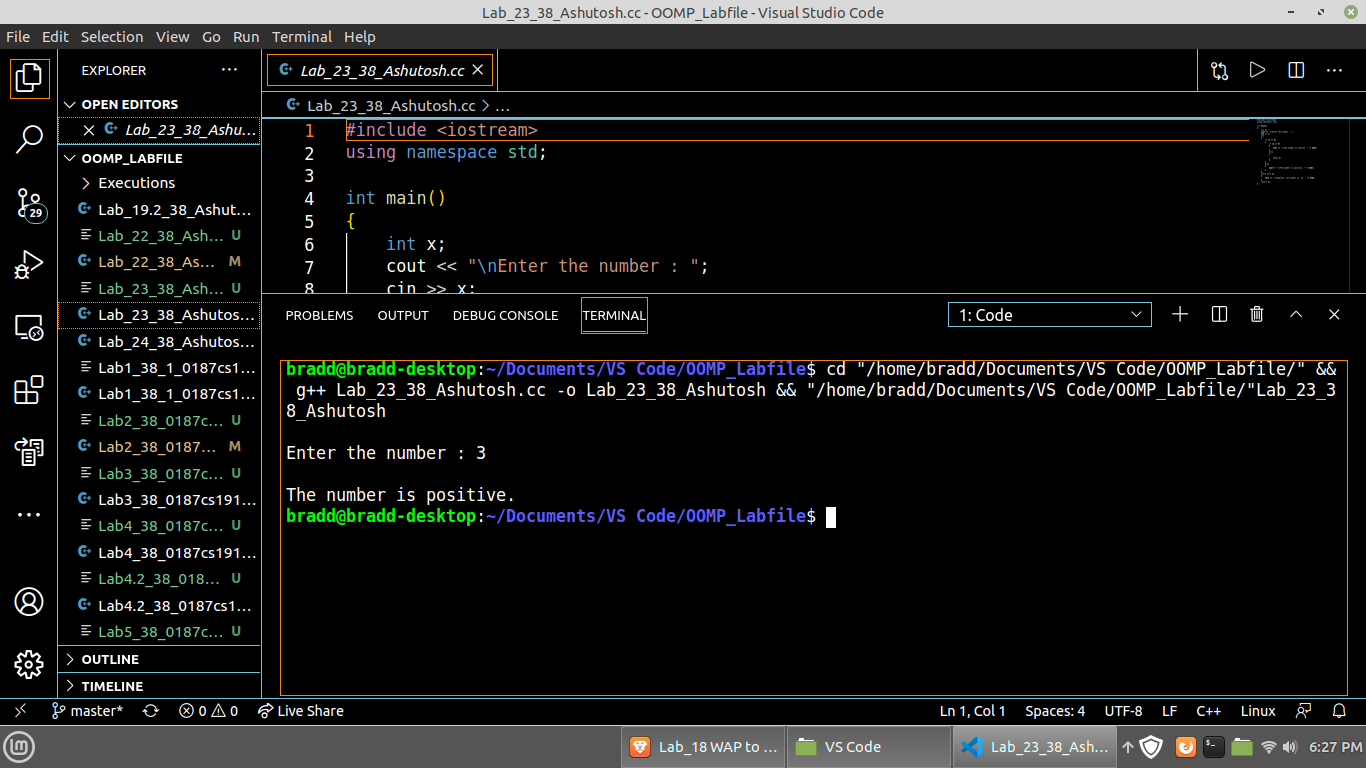 Lab_23_38_Ashutosh.cc - OOMP_Labfile - Visual Studio Code
File Edit Selection View Go Run Terminal Help
EXPLORER
OPEN EDITORS
Lab_23_38_Ashu...
OOMP_LABFILE
Executions
Lab_19.2_38_Ashut...
Lab_22_38_Ash... U
Lab_22_38_As... M
Lab_23_38_Ash... U
Lab_23_38_Ashutos...
Lab_24_38_Ashutos...
Lab1_38_1_0187cs1...
Lab1_38_1_0187cs1...
Lab2_38_0187c... U
Lab2_38_0187... M
Lab3_38_0187c... U
Lab3_38_0187cs191...
Lab4_38_0187c... U
Lab4_38_0187cs191...
Lab4.2_38_018... U
Lab4.2_38_0187cs1...
Lab5_38_0187c... U
OUTLINE
TIMELINE
29
Lab_23_38_Ashutosh.cc
Lab_23_38_Ashutosh.cc > ...
1 #include <iostream>
2 using namespace std;
3
4 int main()
5 {
6 int x;
7 cout << "\nEnter the number : ";
8 cin >> x;
PROBLEMS OUTPUT DEBUG CONSOLE TERMINAL 1: Code
bradd@bradd-desktop:~/Documents/VS Code/OOMP_Labfile$ cd "/home/bradd/Documents/VS Code/OOMP_Labfile/" &&
g++ Lab_23_38_Ashutosh.cc -o Lab_23_38_Ashutosh && "/home/bradd/Documents/VS Code/OOMP_Labfile/"Lab_23_3
8_Ashutosh
Enter the number : 3
The number is positive.
bradd@bradd-desktop:~/Documents/VS Code/OOMP_Labfile$
master* 0 0 Live Share Ln 1, Col 1 Spaces: 4 UTF-8 LF C++ Linux
Lab_18 WAP to ... VS Code Lab_23_38_Ash... 6:27 PM